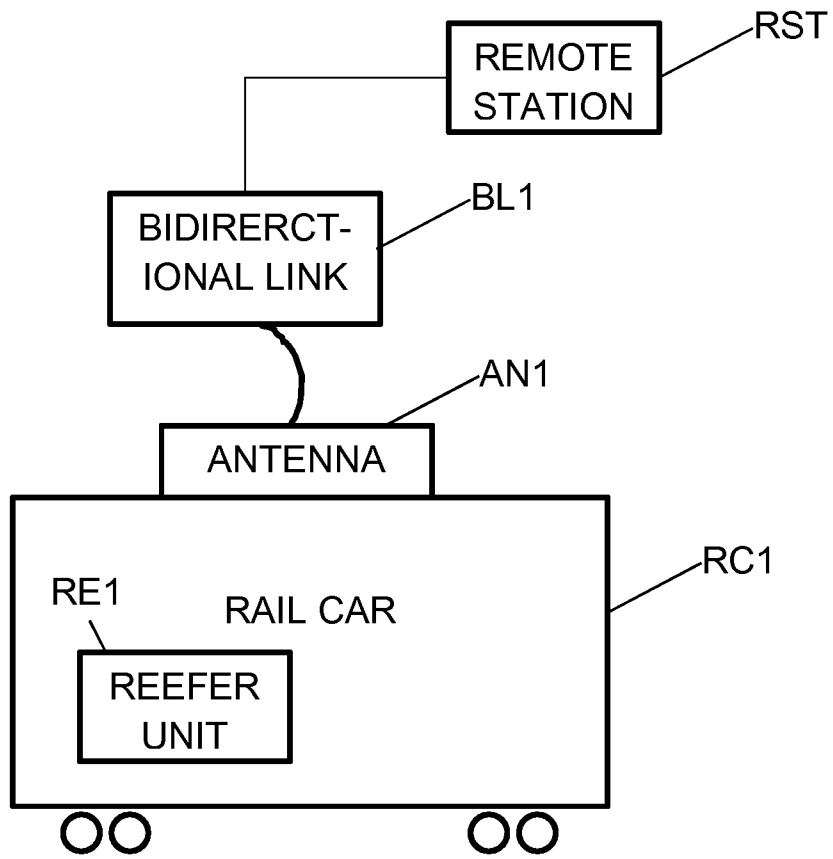 RST
REMOTE
STATION
BL1
BIDIRERCT-
IONAL LINK
AN1
ANTENNA
RC1
RE1
RAIL CAR
REEFER
UNIT